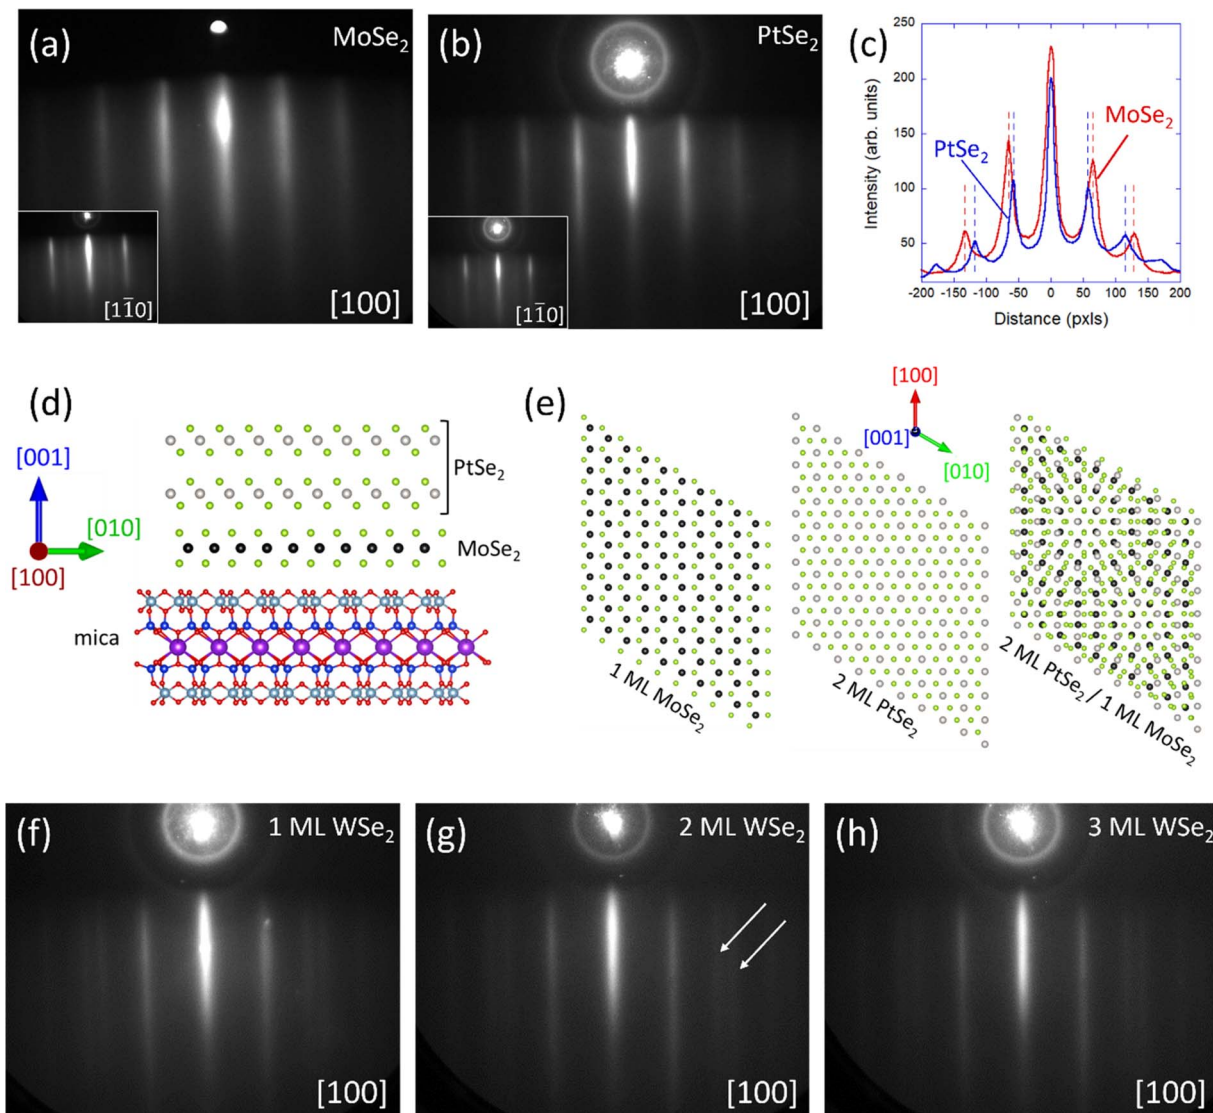 (a)
MoSe₂
[11̄0]
[100]
(b)
PtSe₂
[11̄0]
[100]
(c)
250
200
150
100
50
Intensity (arb. units)
MoSe₂
PtSe₂
-200 -150 -100 -50 0 50 100 150 200
Distance (pxls)
(d)
[001]
[010]
[100]
PtSe₂
MoSe₂
mica
(e)
[100]
[001]
[010]
1 ML MoSe₂
2 ML PtSe₂
2 ML PtSe₂ / 1 ML MoSe₂
(f)
1 ML WSe₂
[100]
(g)
2 ML WSe₂
[100]
(h)
3 ML WSe₂
[100]